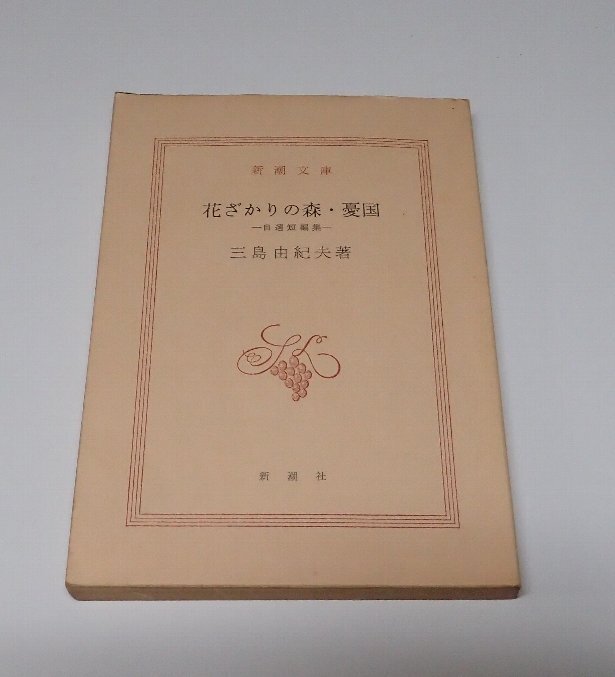 新潮文庫
花ざかりの森・憂国
―自選短編集―
三島由紀夫著
新潮社